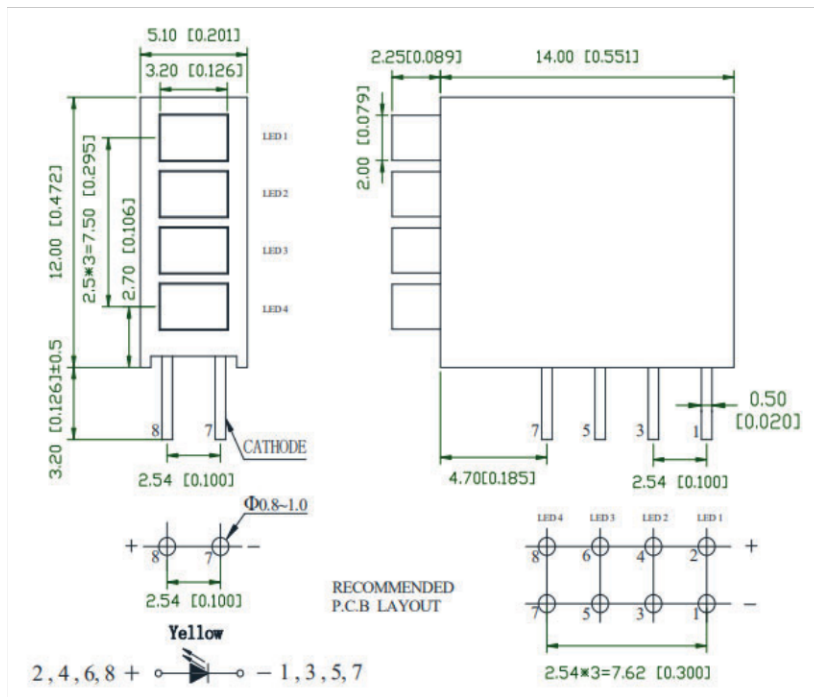 5.10 [0.201]
3.20 [0.126]
2.25[0.089]
14.00 [0.551]
12.00 [0.472]
2.5*3=7.50 [0.295]
2.70 [0.106]
3.20 [0.126]±0.5
LED 1
LED 2
LED 3
LED 4
2.00 [0.079]
8
7
CATHODE
2.54 [0.100]
7
5
3
1
0.50
[0.020]
4.70[0.185]
2.54 [0.100]
Φ0.8~1.0
+ 8 7 −
2.54 [0.100]
RECOMMENDED
P.C.B LAYOUT
LED 4 LED 3 LED 2 LED 1
8 6 4 2 +
7 5 3 1 −
2.54*3=7.62 [0.300]
Yellow
2,4,6,8 + − 1,3,5,7